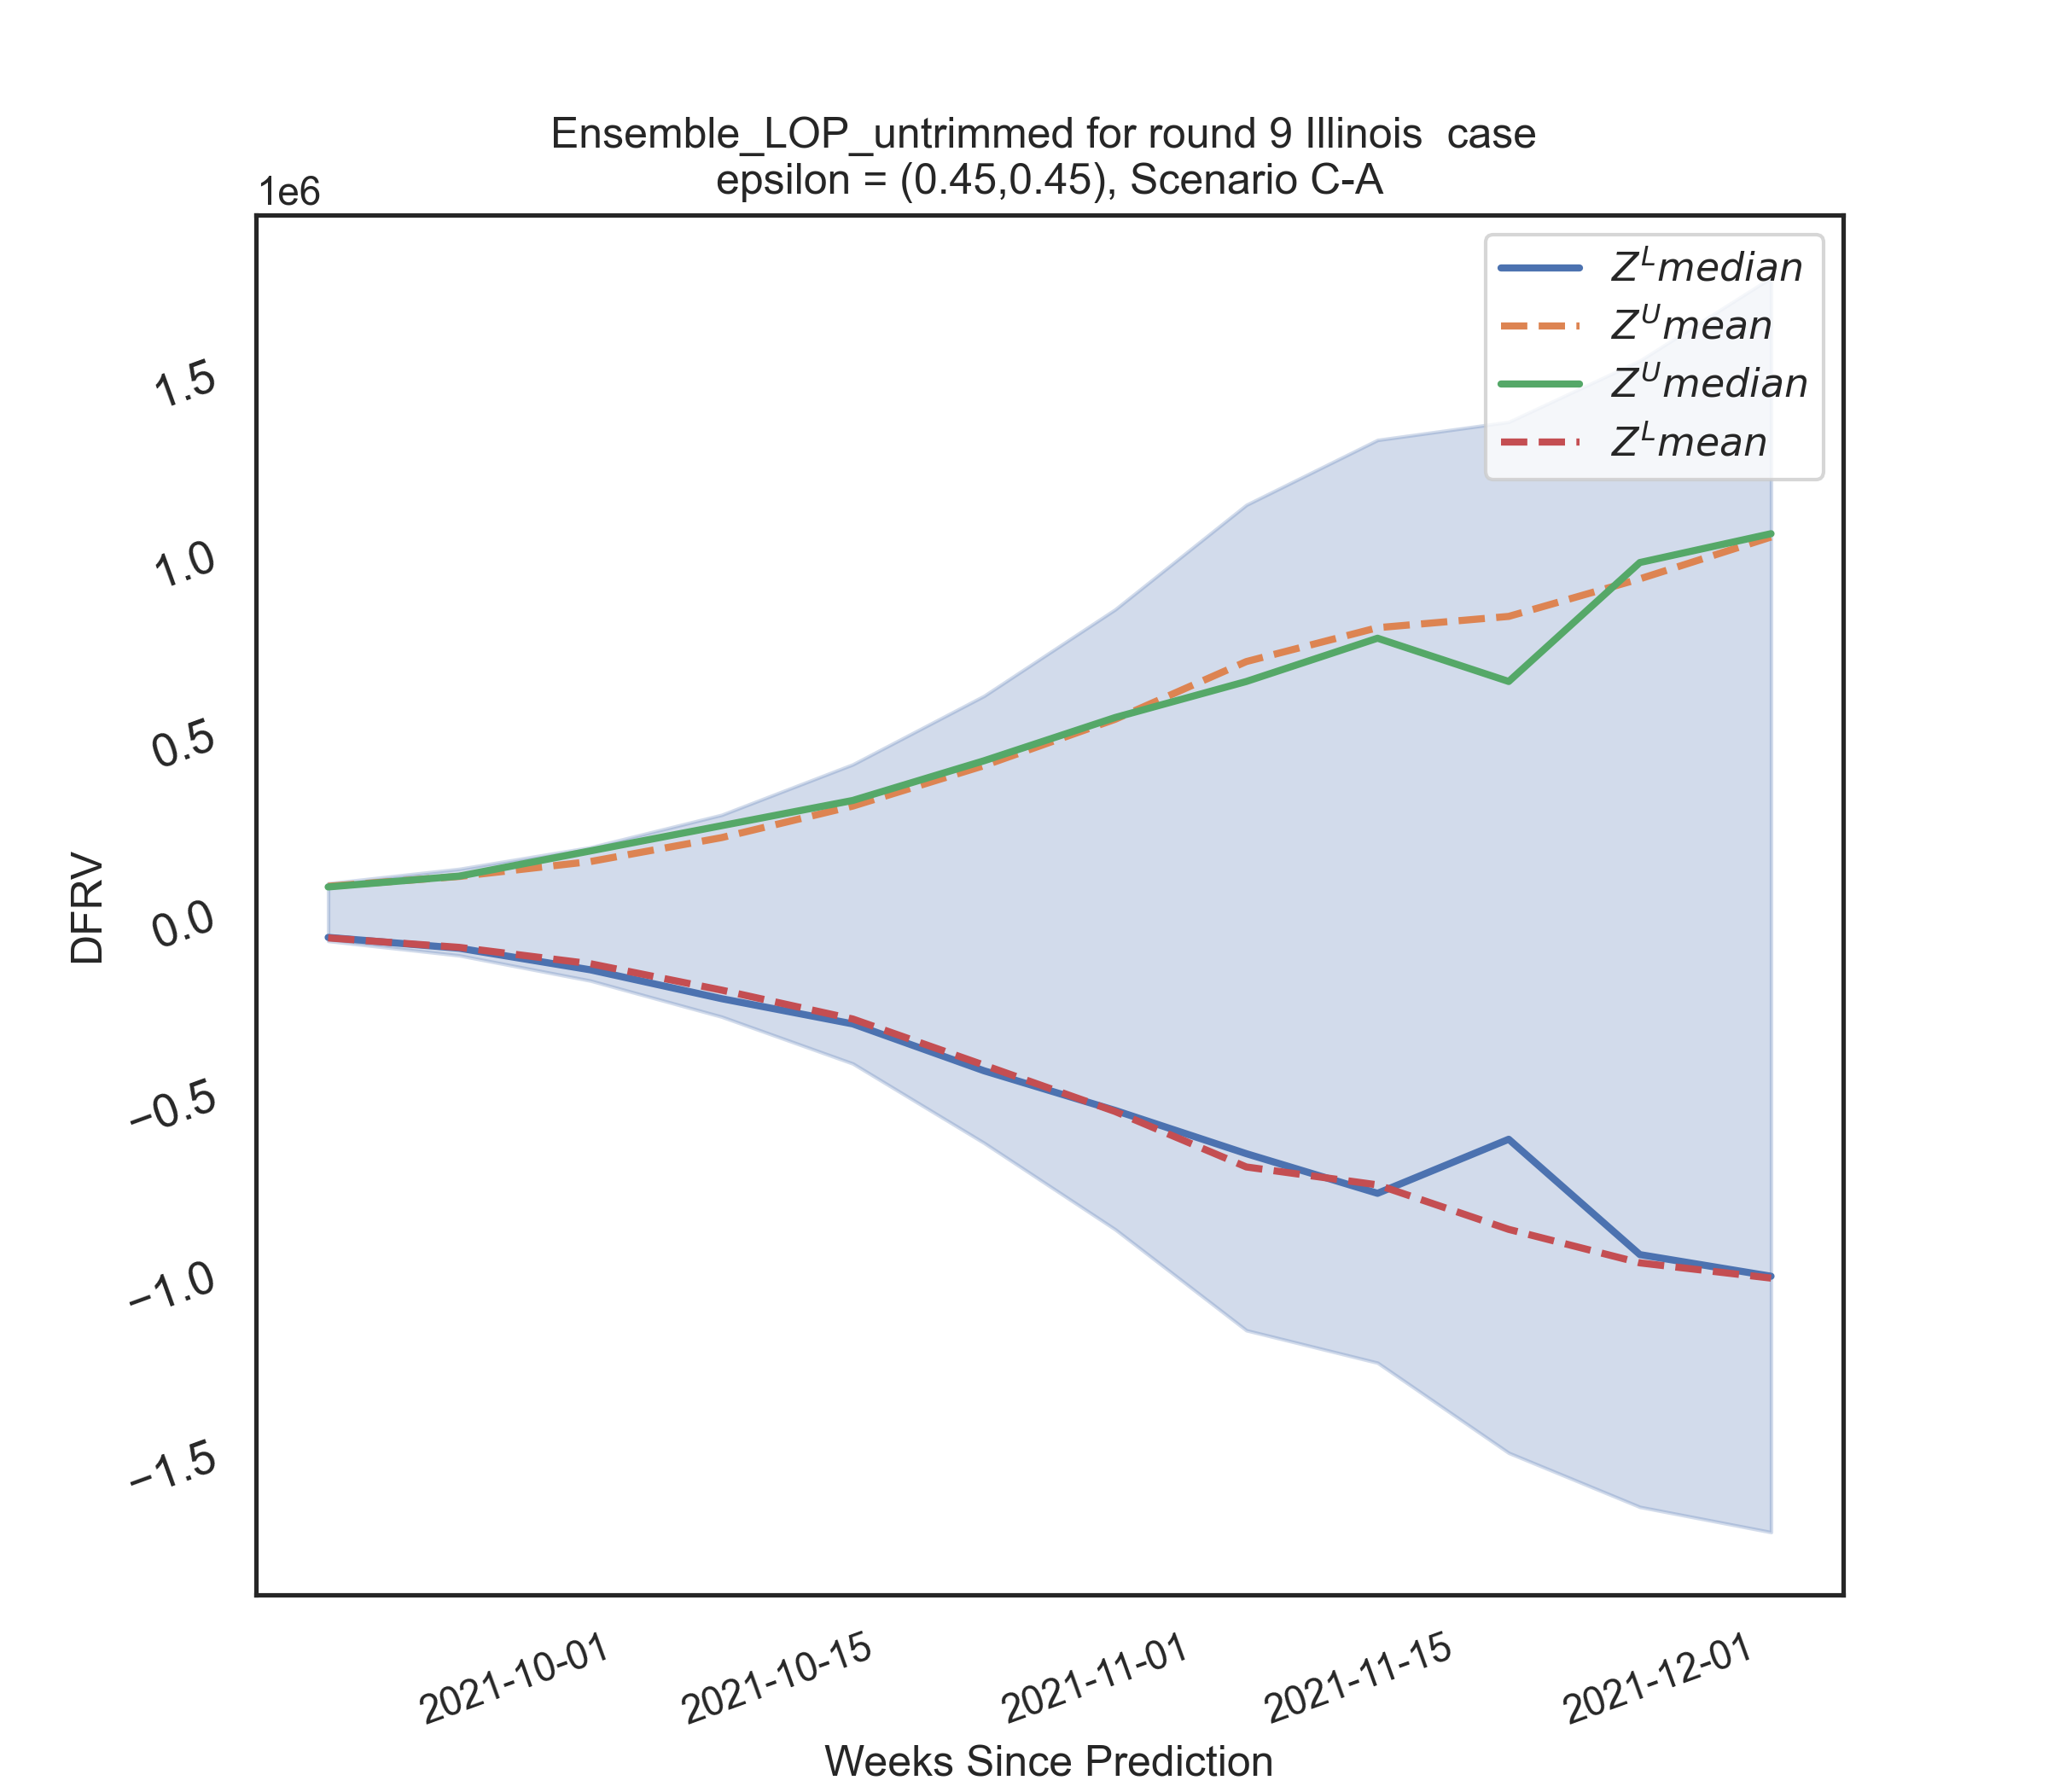 Ensemble_LOP_untrimmed for round 9 Illinois  case
epsilon = (0.45,0.45), Scenario C-A
1e6
Z^L median
Z^U mean
Z^U median
Z^L mean
1.5
1.0
0.5
0.0
−0.5
−1.0
−1.5
DFRV
2021-10-01
2021-10-15
2021-11-01
2021-11-15
2021-12-01
Weeks Since Prediction